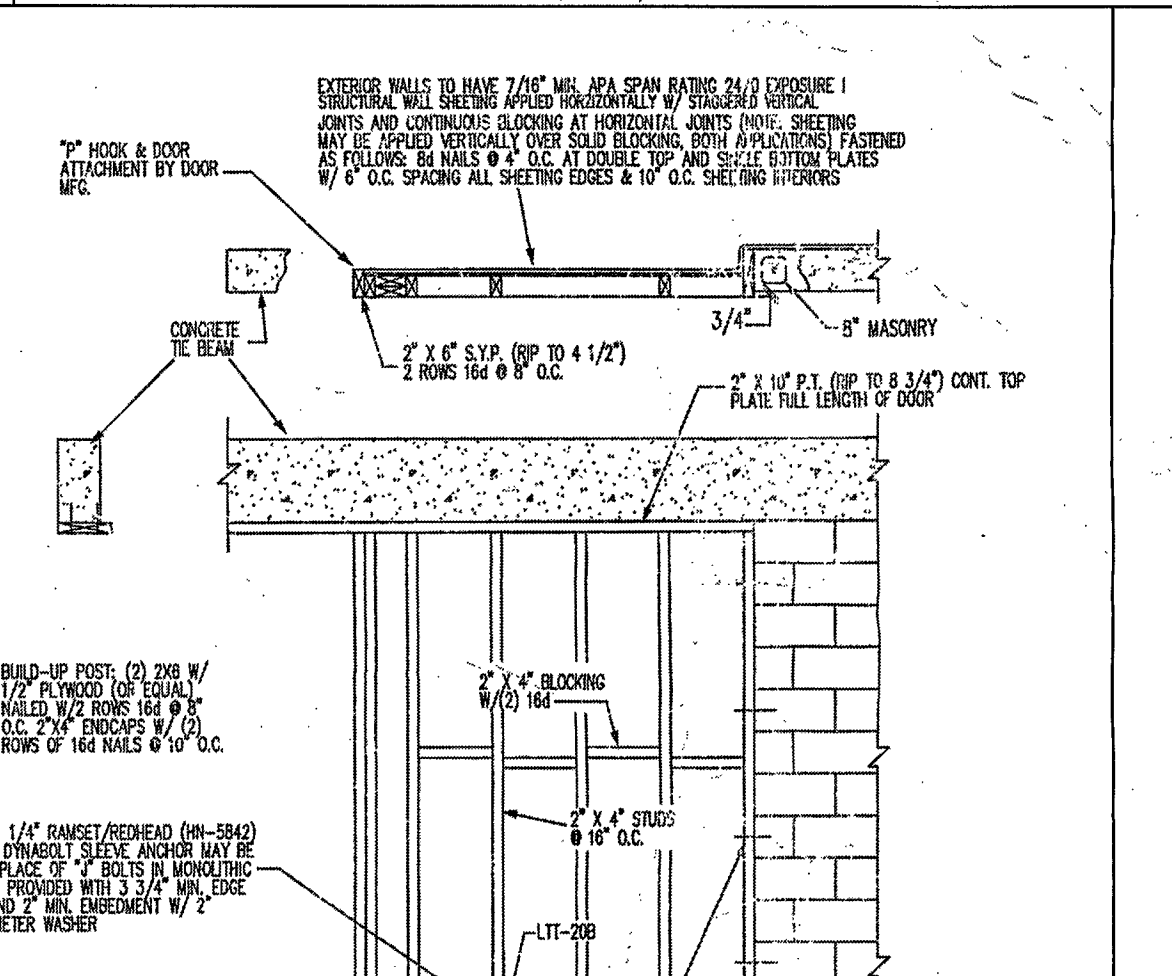 EXTERIOR WALLS TO HAVE 7/16" MIN. APA SPAN RATING 24/0 EXPOSURE I
STRUCTURAL WALL SHEETING APPLIED HORZIZONTALLY W/ STAGGERED VERTICAL
JOINTS AND CONTINUOUS BLOCKING AT HORIZONTAL JOINTS (NOTE: SHEETING
MAY BE APPLIED VERTICALLY OVER SOLID BLOCKING, BOTH APPLICATIONS) FASTENED
AS FOLLOWS: 8d NAILS @ 4" O.C. AT DOUBLE TOP AND SINGLE BOTTOM PLATES
W/ 6" O.C. SPACING ALL SHEETING EDGES & 10" O.C. SHEETING INTERIORS
"P" HOOK & DOOR
ATTACHMENT BY DOOR
MFG.
CONCRETE
TIE BEAM
3/4"
8" MASONRY
2" X 6" S.Y.P. (RIP TO 4 1/2")
2 ROWS 16d @ 8" O.C.
2" X 10" P.T. (RIP TO 8 3/4") CONT. TOP
PLATE FULL LENGTH OF DOOR
BUILD-UP POST: (2) 2X6 W/
1/2" PLYWOOD (OR EQUAL)
NAILED W/2 ROWS 16d @ 8"
O.C. 2"X4" ENDCAPS W/ (2)
ROWS OF 16d NAILS @ 10" O.C.
2" X 4" BLOCKING
W/(2) 16d
2" X 4" STUDS
@ 16" O.C.
1/4" RAMSET/REDHEAD (HN-5842)
DYNABOLT SLEEVE ANCHOR MAY BE
PLACE OF "J" BOLTS IN MONOLITHIC
PROVIDED WITH 3 3/4" MIN. EDGE
ND 2" MIN. EMBEDMENT W/ 2"
METER WASHER
LTT-20B